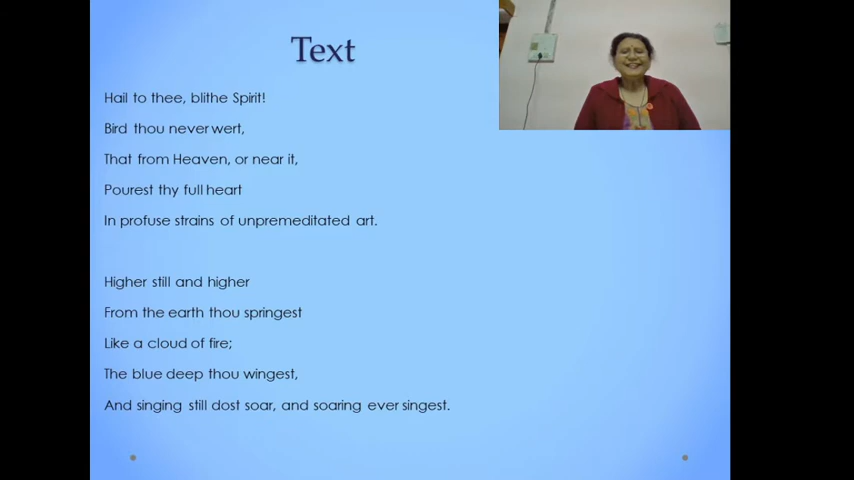 Text
Hail to thee, blithe Spirit!
Bird thou never wert,
That from Heaven, or near it,
Pourest thy full heart
In profuse strains of unpremeditated art.
Higher still and higher
From the earth thou springest
Like a cloud of fire;
The blue deep thou wingest,
And singing still dost soar, and soaring ever singest.